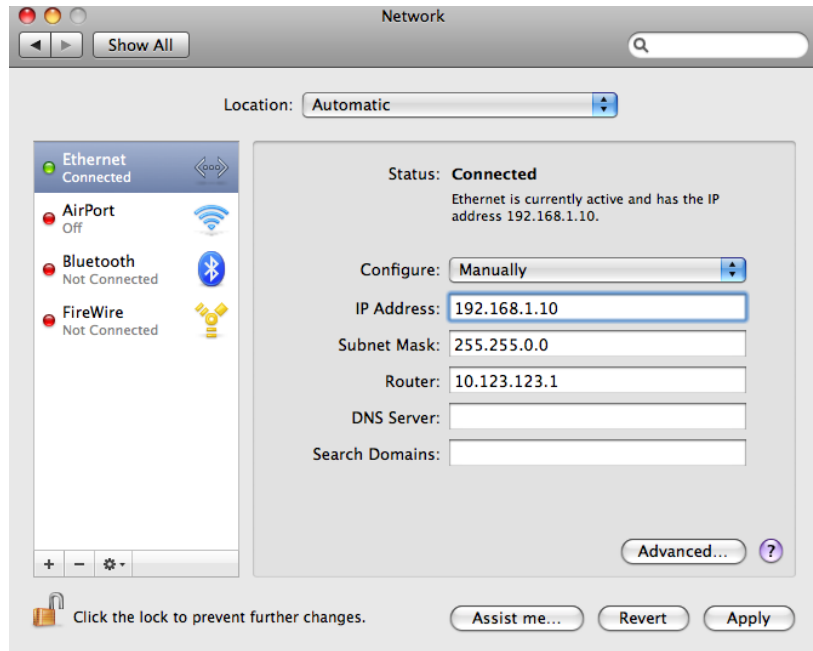 Network
Show All
Location: Automatic
Ethernet
Connected
AirPort
Off
Bluetooth
Not Connected
FireWire
Not Connected
Status: Connected
Ethernet is currently active and has the IP
address 192.168.1.10.
Configure: Manually
IP Address: 192.168.1.10
Subnet Mask: 255.255.0.0
Router: 10.123.123.1
DNS Server:
Search Domains:
Advanced... ?
Click the lock to prevent further changes.
Assist me... Revert Apply